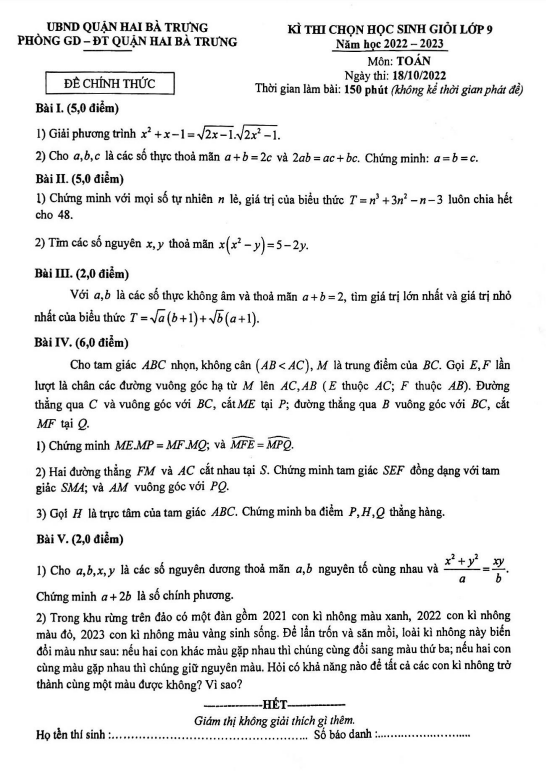 UBND QUẬN HAI BÀ TRƯNG
PHÒNG GD – ĐT QUẬN HAI BÀ TRƯNG
ĐỀ CHÍNH THỨC
KÌ THI CHỌN HỌC SINH GIỎI LỚP 9
Năm học 2022 – 2023
Môn: TOÁN
Ngày thi: 18/10/2022
Thời gian làm bài: 150 phút (không kể thời gian phát đề)
Bài I. (5,0 điểm)
1) Giải phương trình x² + x − 1 = √(2x−1).√(2x²−1).
2) Cho a,b,c là các số thực thoả mãn a + b = 2c và 2ab = ac + bc. Chứng minh: a = b = c.
Bài II. (5,0 điểm)
1) Chứng minh với mọi số tự nhiên n lẻ, giá trị của biểu thức T = n³ + 3n² − n − 3 luôn chia hết
cho 48.
2) Tìm các số nguyên x, y thoả mãn x(x² − y) = 5 − 2y.
Bài III. (2,0 điểm)
Với a,b là các số thực không âm và thoả mãn a + b = 2, tìm giá trị lớn nhất và giá trị nhỏ
nhất của biểu thức T = √a(b+1) + √b(a+1).
Bài IV. (6,0 điểm)
Cho tam giác ABC nhọn, không cân (AB < AC), M là trung điểm của BC. Gọi E, F lần
lượt là chân các đường vuông góc hạ từ M lên AC, AB (E thuộc AC; F thuộc AB). Đường
thẳng qua C và vuông góc với BC, cắt ME tại P; đường thẳng qua B vuông góc với BC, cắt
MF tại Q.
1) Chứng minh ME.MP = MF.MQ; và MFE = MPQ.
2) Hai đường thẳng FM và AC cắt nhau tại S. Chứng minh tam giác SEF đồng dạng với tam
giác SMA; và AM vuông góc với PQ.
3) Gọi H là trực tâm của tam giác ABC. Chứng minh ba điểm P, H, Q thẳng hàng.
Bài V. (2,0 điểm)
1) Cho a,b,x,y là các số nguyên dương thoả mãn a,b nguyên tố cùng nhau và (x² + y²)/a = xy/b.
Chứng minh a + 2b là số chính phương.
2) Trong khu rừng trên đảo có một đàn gồm 2021 con kì nhông màu xanh, 2022 con kì nhông
màu đỏ, 2023 con kì nhông màu vàng sinh sống. Để lẩn trốn và săn mồi, loài kì nhông này biến
đổi màu như sau: nếu hai con khác màu gặp nhau thì chúng cùng đổi sang màu thứ ba; nếu hai con
cùng màu gặp nhau thì chúng giữ nguyên màu. Hỏi có khả năng nào để tất cả các con kì nhông trở
thành cùng một màu được không? Vì sao?
---------------HẾT---------------
Giám thị không giải thích gì thêm.
Họ tên thí sinh :............................................... Số báo danh :........................